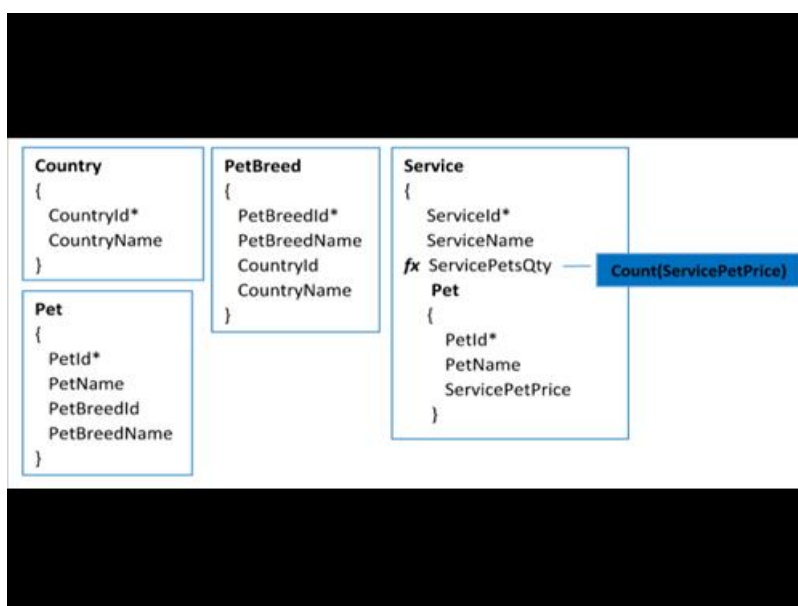 Country
{
CountryId*
CountryName
}
Pet
{
PetId*
PetName
PetBreedId
PetBreedName
}
PetBreed
{
PetBreedId*
PetBreedName
CountryId
CountryName
}
Service
{
ServiceId*
ServiceName
fx ServicePetsQty
Count(ServicePetPrice)
Pet
{
PetId*
PetName
ServicePetPrice
}